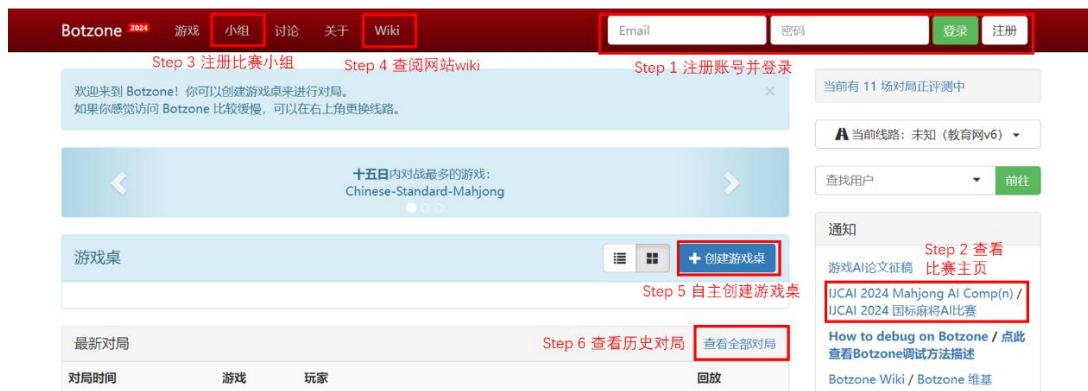 Botzone 2024 游戏 小组 讨论 关于 Wiki Email 密码 登录 注册
Step 3 注册比赛小组 Step 4 查阅网站wiki Step 1 注册账号并登录
欢迎来到 Botzone！你可以创建游戏桌来进行对局。 ×
如果你感觉访问 Botzone 比较缓慢，可以在右上角更换线路。
当前有 11 场对局正评测中
当前线路：未知（教育网v6）
十五日内对战最多的游戏：
Chinese-Standard-Mahjong
查找用户 前往
通知
游戏桌 创建游戏桌
Step 5 自主创建游戏桌
Step 2 查看
比赛主页
游戏AI论文征稿
IJCAI 2024 Mahjong AI Comp(n) /
IJCAI 2024 国标麻将AI比赛
How to debug on Botzone / 点此
查看Botzone调试方法描述
Botzone Wiki / Botzone 维基
最新对局 Step 6 查看历史对局 查看全部对局
对局时间 游戏 玩家 回放